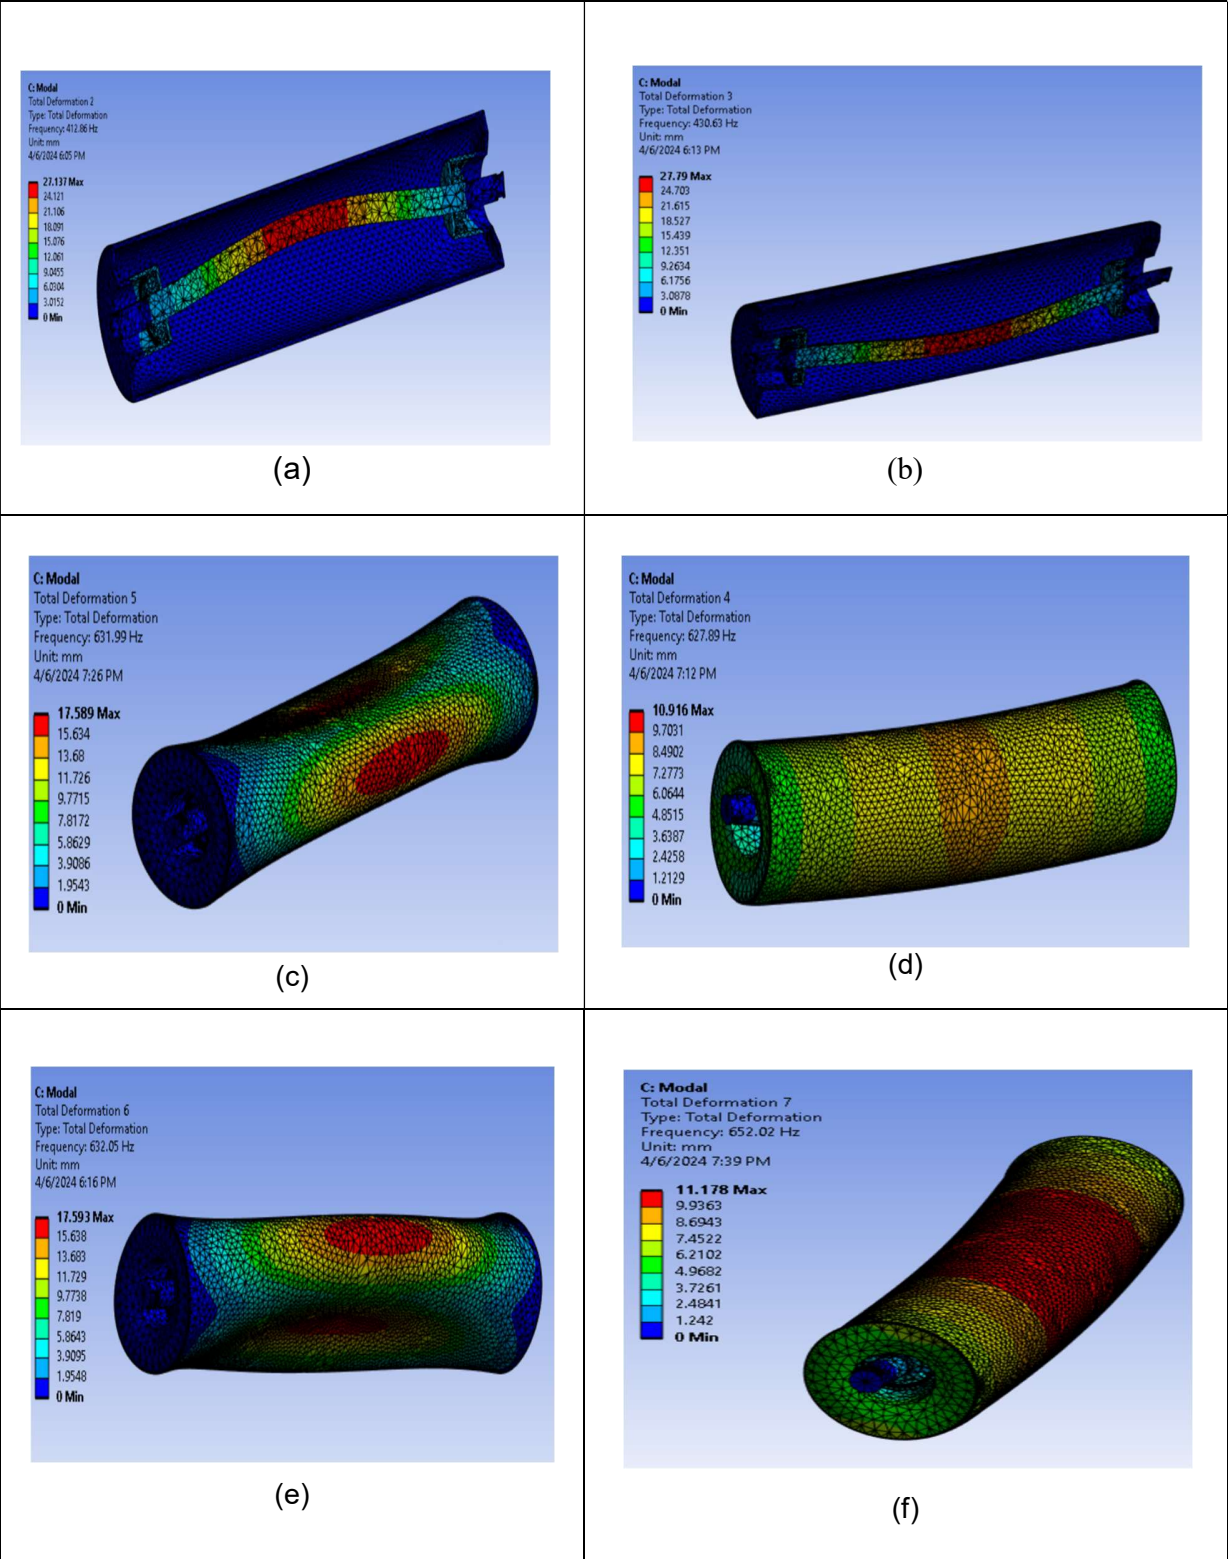 C: Modal
Total Deformation 2
Type: Total Deformation
Frequency: 412.86 Hz
Unit: mm
4/6/2024 6:05 PM
27.137 Max
24.121
21.106
18.091
15.076
12.061
9.0455
6.0304
3.0152
0 Min
(a)
C: Modal
Total Deformation 3
Type: Total Deformation
Frequency: 430.63 Hz
Unit: mm
4/6/2024 6:13 PM
27.79 Max
24.703
21.615
18.527
15.439
12.351
9.2634
6.1756
3.0878
0 Min
(b)
C: Modal
Total Deformation 5
Type: Total Deformation
Frequency: 631.99 Hz
Unit: mm
4/6/2024 7:26 PM
17.589 Max
15.634
13.68
11.726
9.7715
7.8172
5.8629
3.9086
1.9543
0 Min
(c)
C: Modal
Total Deformation 4
Type: Total Deformation
Frequency: 627.89 Hz
Unit: mm
4/6/2024 7:12 PM
10.916 Max
9.7031
8.4902
7.2773
6.0644
4.8515
3.6387
2.4258
1.2129
0 Min
(d)
C: Modal
Total Deformation 6
Type: Total Deformation
Frequency: 632.05 Hz
Unit: mm
4/6/2024 6:16 PM
17.593 Max
15.638
13.683
11.729
9.7738
7.819
5.8643
3.9095
1.9548
0 Min
(e)
C: Modal
Total Deformation 7
Type: Total Deformation
Frequency: 652.02 Hz
Unit: mm
4/6/2024 7:39 PM
11.178 Max
9.9363
8.6943
7.4522
6.2102
4.9682
3.7261
2.4841
1.242
0 Min
(f)